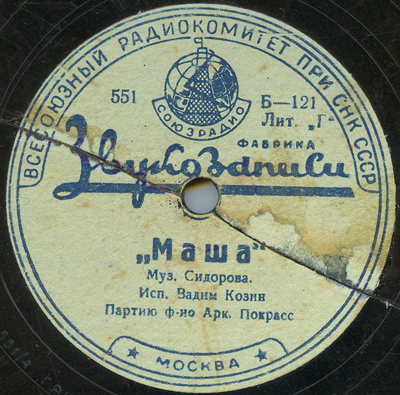 ВСЕСОЮЗНЫЙ РАДИОКОМИТЕТ ПРИ СНК СССР
СОЮЗРАДИО
551
Б—121
Лит. „Г"
ФАБРИКА
Звукозаписи
„Маша"
Муз. Сидорова.
Исп. Вадим Козин
Партию ф-но Арк. Покрасс
★ МОСКВА ★